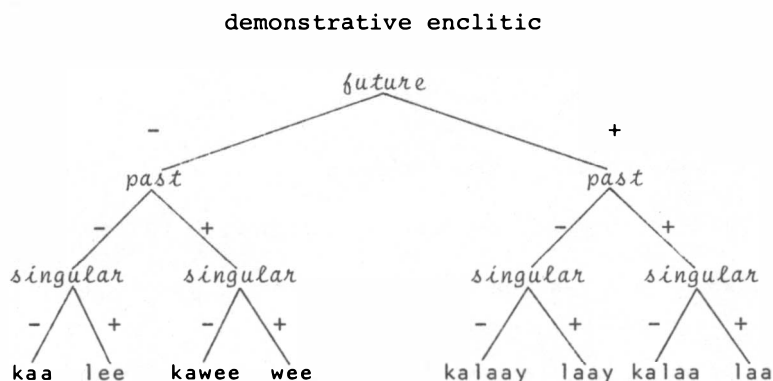 demonstrative enclitic
future
- +
past past
- + - +
singular singular singular singular
- + - + - + - +
kaa lee kawee wee kalaay laay kalaa laa